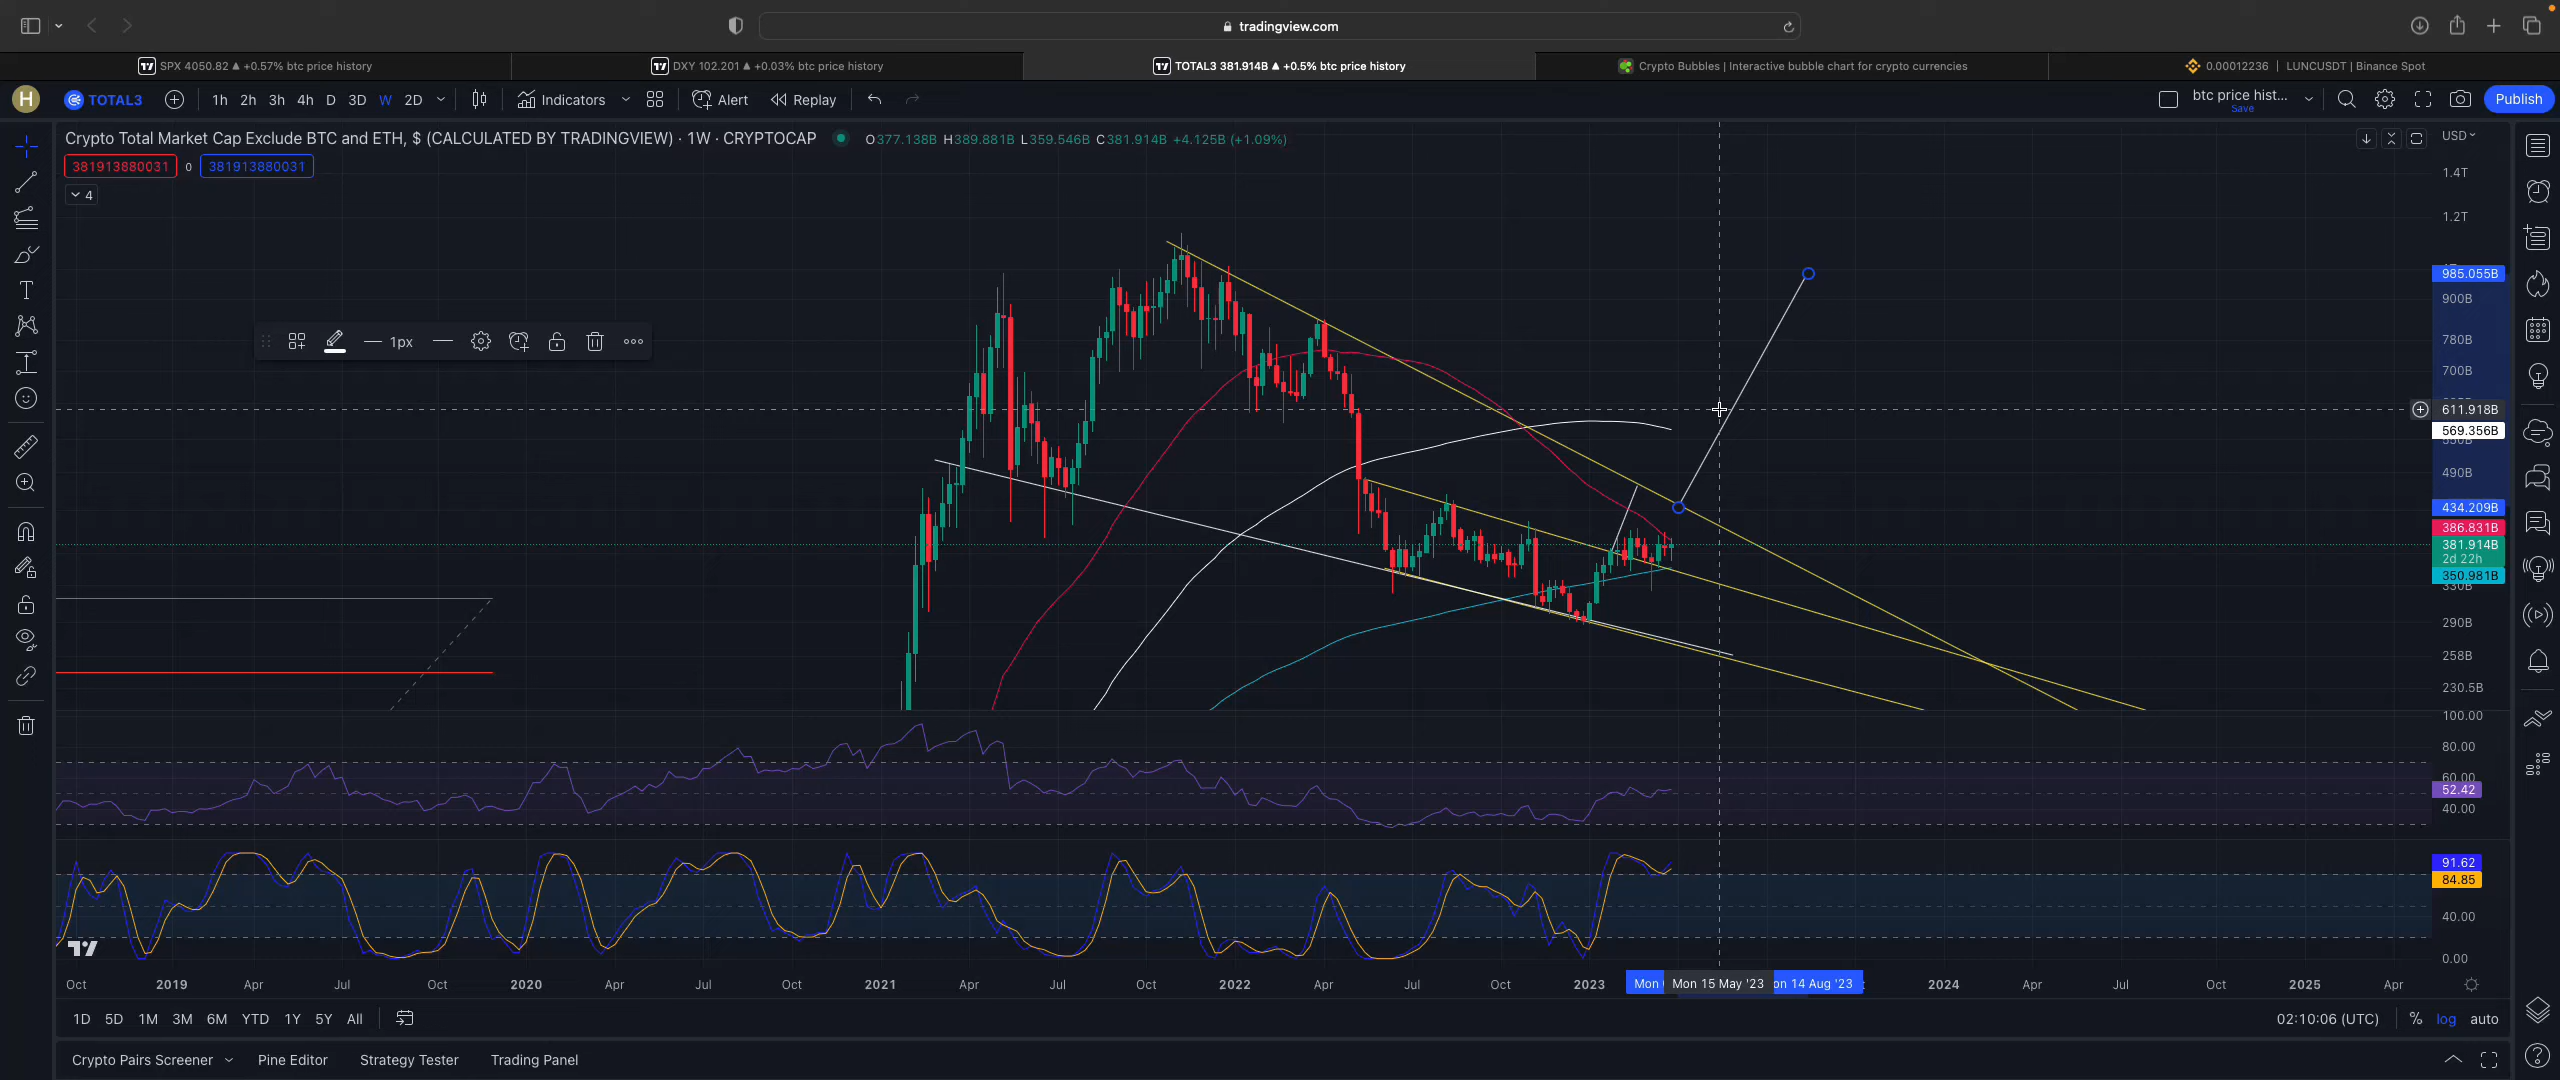 tradingview.com
SPX 4050.82 ▲ +0.57% btc price history
DXY 102.201 ▲ +0.03% btc price history
TOTAL3 381.914B ▲ +0.5% btc price history
Crypto Bubbles | Interactive bubble chart for crypto currencies
0.00012236 | LUNCUSDT | Binance Spot
H TOTAL3 1h 2h 3h 4h D 3D W 2D Indicators Alert Replay btc price hist... Save Publish
Crypto Total Market Cap Exclude BTC and ETH, $ (CALCULATED BY TRADINGVIEW) · 1W · CRYPTOCAP O377.138B H389.881B L359.546B C381.914B +4.125B (+1.09%) USD
381913880031 0 381913880031
4
1px
1.4T
1.2T
985.055B
900B
780B
700B
611.918B
569.356B
490B
434.209B
386.831B
381.914B
2d 22h
350.981B
330B
290B
258B
230.5B
100.00
80.00
60.00
52.42
40.00
91.62
84.85
40.00
0.00
Oct 2019 Apr Jul Oct 2020 Apr Jul Oct 2021 Apr Jul Oct 2022 Apr Jul Oct 2023 Mon Mon 15 May '23 on 14 Aug '23 2024 Apr Jul Oct 2025 Apr
1D 5D 1M 3M 6M YTD 1Y 5Y All 02:10:06 (UTC) % log auto
Crypto Pairs Screener Pine Editor Strategy Tester Trading Panel